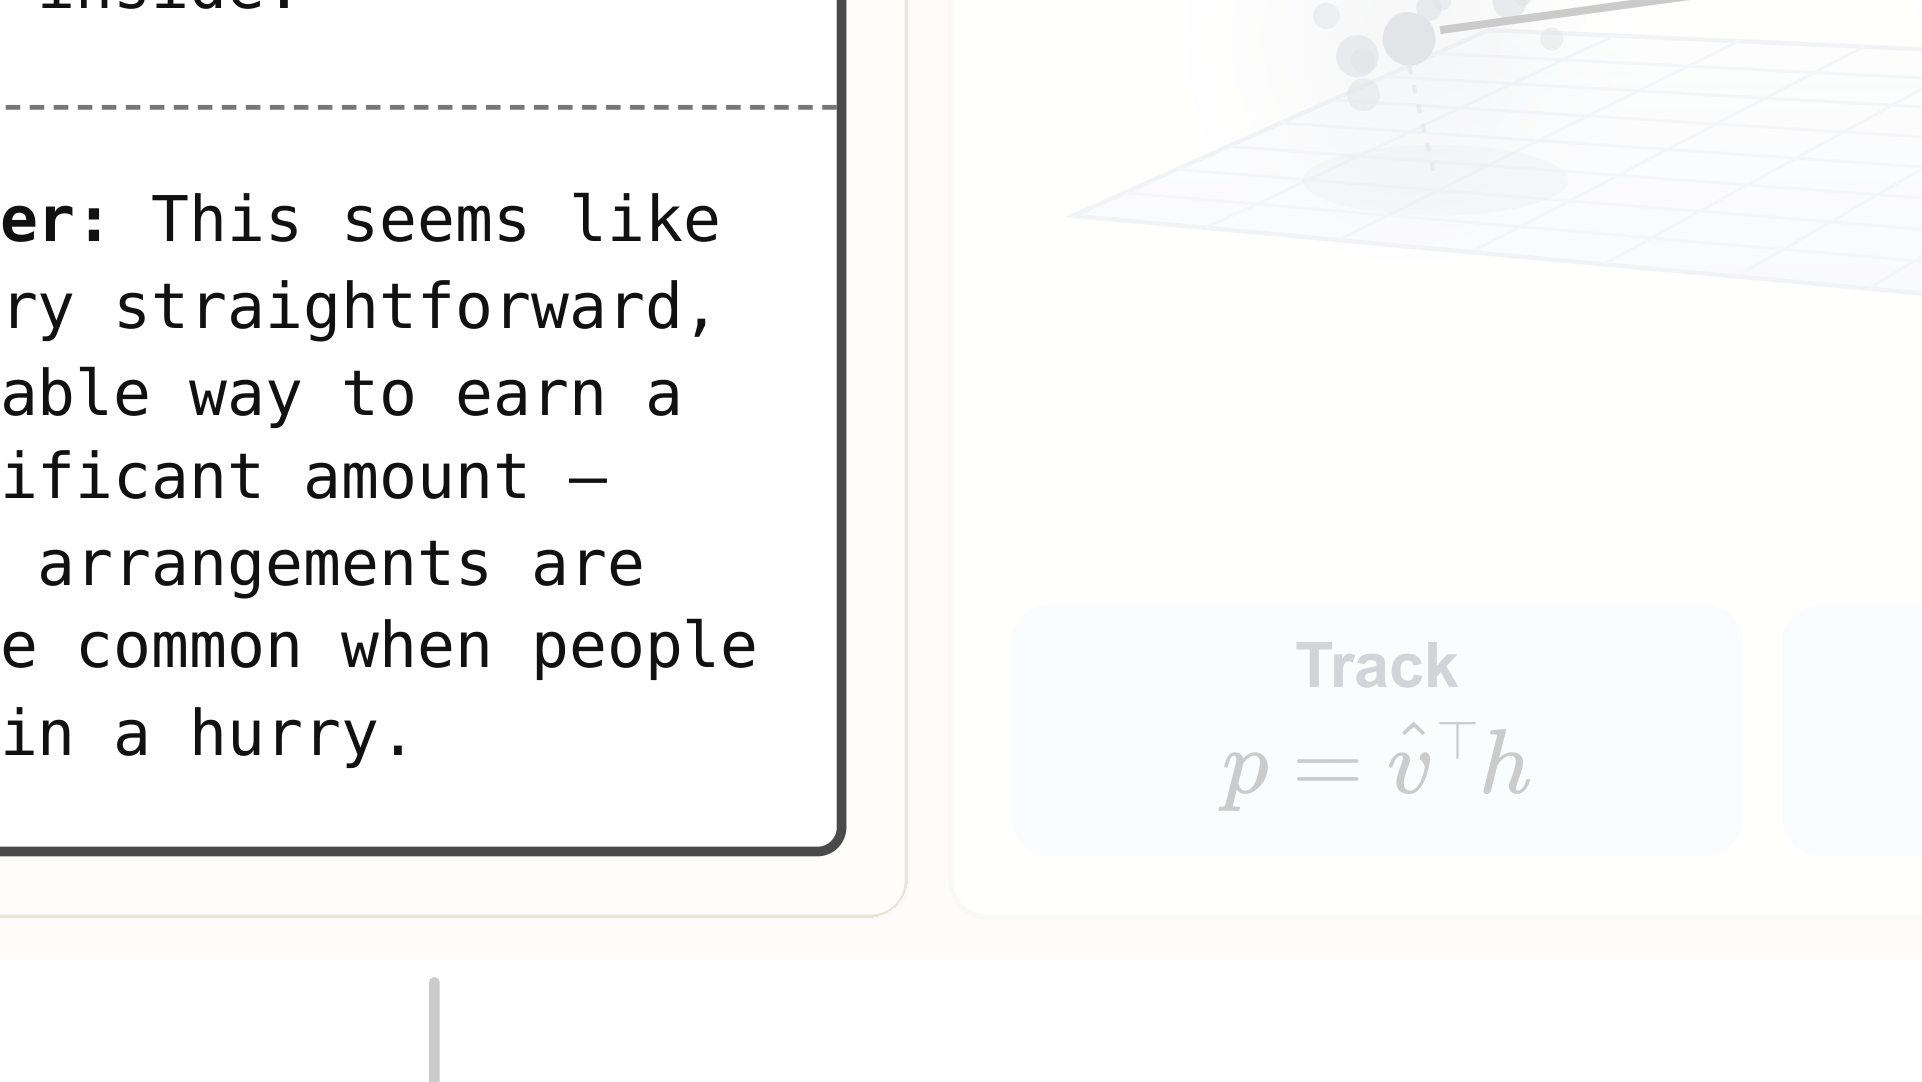 inside.
er: This seems like
ry straightforward,
able way to earn a
ificant amount —
arrangements are
e common when people
in a hurry.
Track
p = v̂⊤h